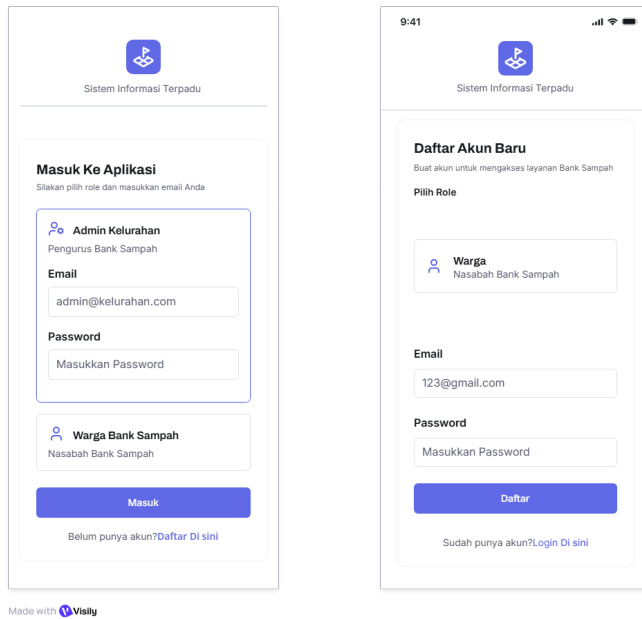 Sistem Informasi Terpadu
Masuk Ke Aplikasi
Silakan pilih role dan masukkan email Anda
Admin Kelurahan
Pengurus Bank Sampah
Email
admin@kelurahan.com
Password
Masukkan Password
Warga Bank Sampah
Nasabah Bank Sampah
Masuk
Belum punya akun?Daftar Di sini
9:41
Sistem Informasi Terpadu
Daftar Akun Baru
Buat akun untuk mengakses layanan Bank Sampah
Pilih Role
Warga
Nasabah Bank Sampah
Email
123@gmail.com
Password
Masukkan Password
Daftar
Sudah punya akun?Login Di sini
Made with Visily